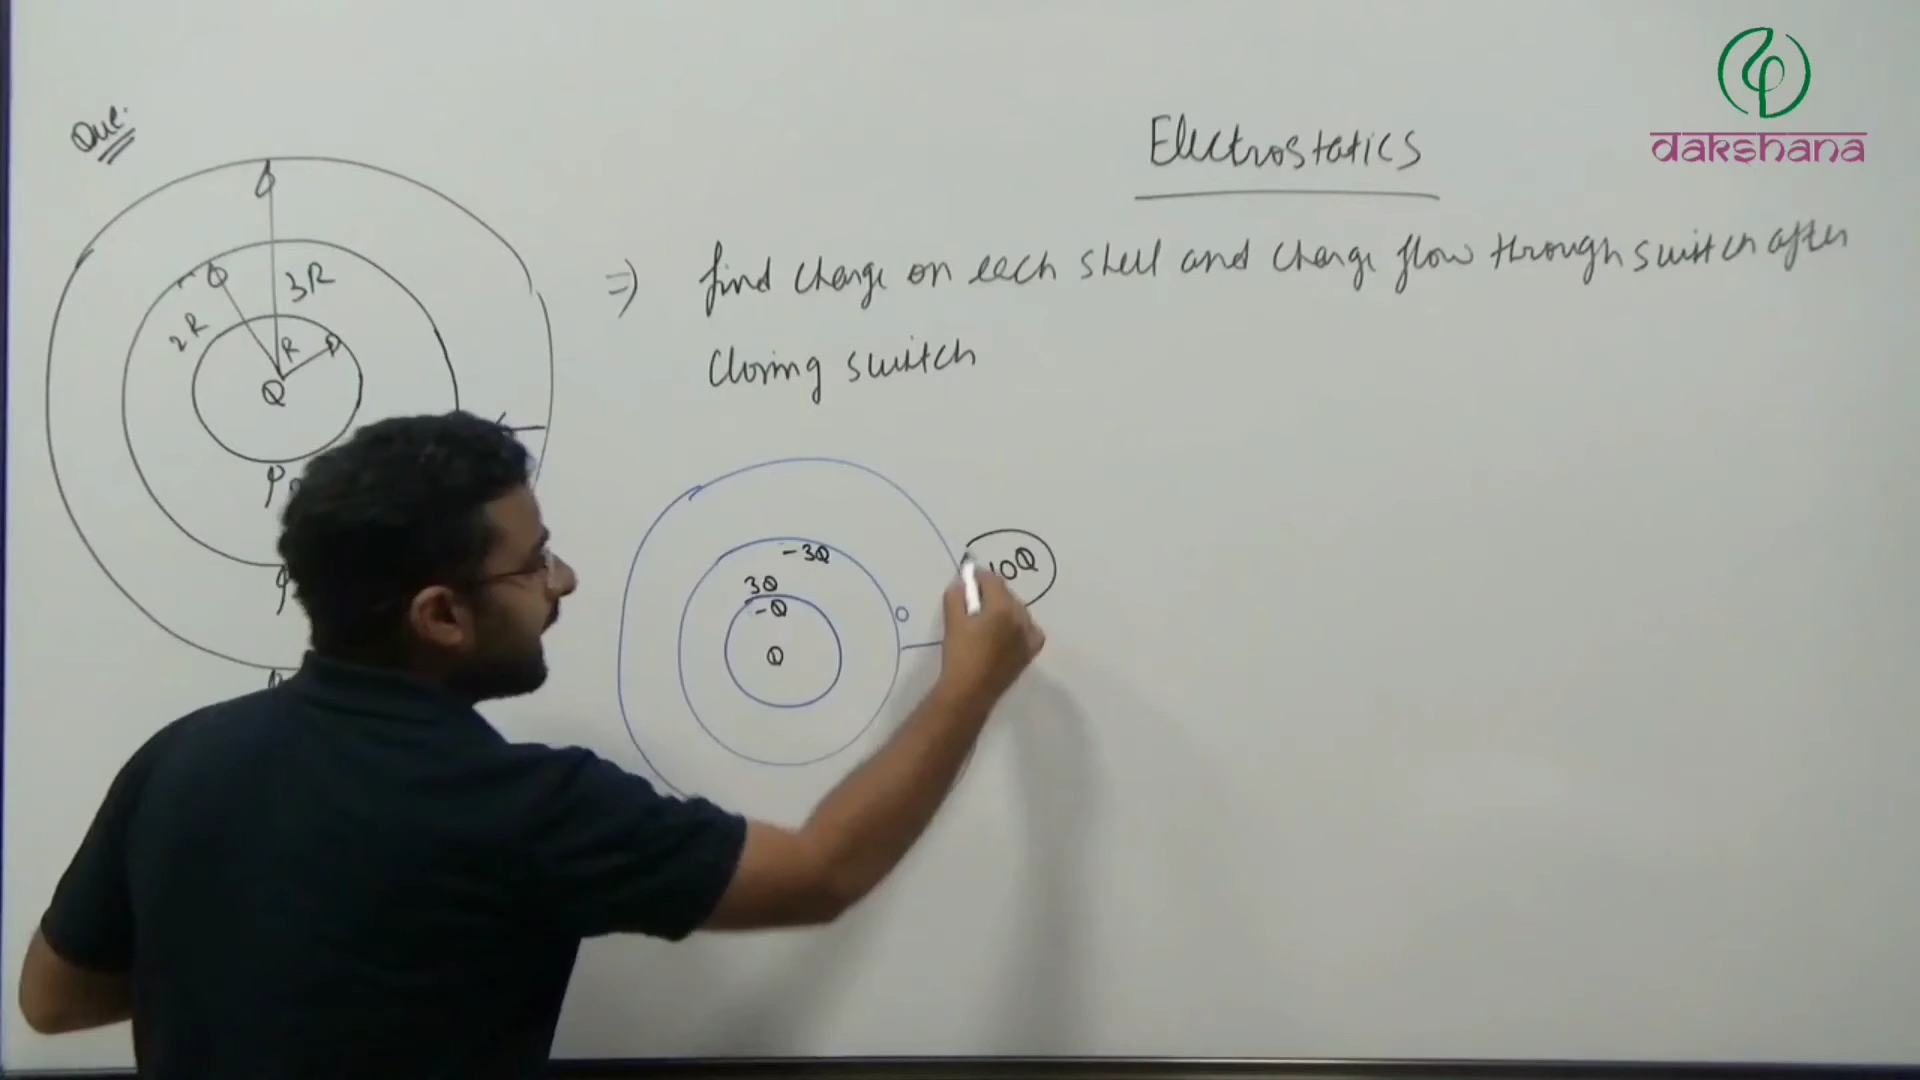 Que.
Electrostatics
dakshana
⇒ find charge on each shell and charge flow through switch after
closing switch
3R
2R
R
Q
-3Q
3Q
-Q
Q
0
10Q